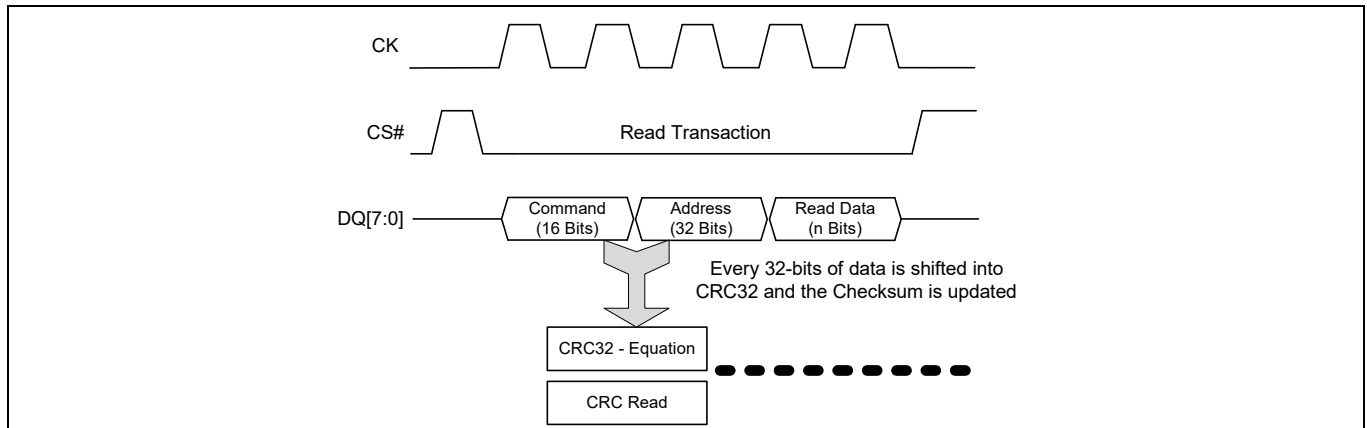 CK
CS#
Read Transaction
DQ[7:0]
Command
(16 Bits)
Address
(32 Bits)
Read Data
(n Bits)
Every 32-bits of data is shifted into
CRC32 and the Checksum is updated
CRC32 - Equation
CRC Read